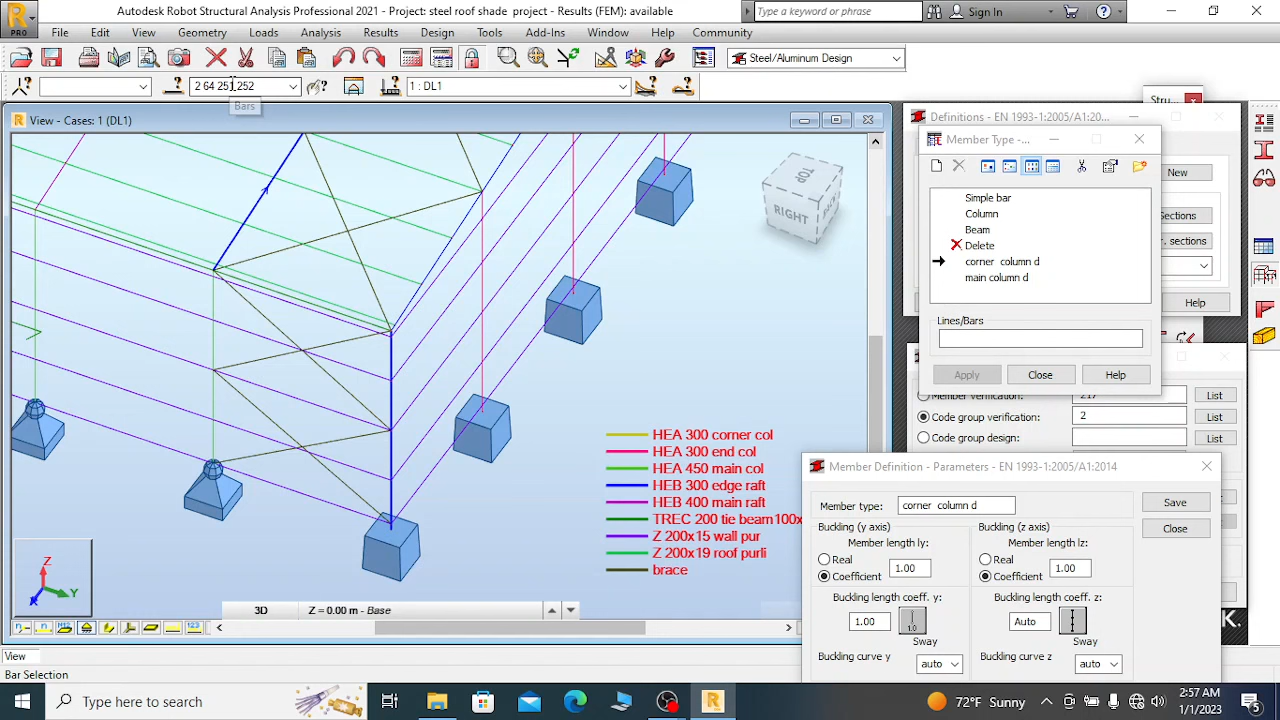 PRO
Autodesk Robot Structural Analysis Professional 2021 - Project: steel roof shade project - Results (FEM): available
Type a keyword or phrase
Sign In
File Edit View Geometry Loads Analysis Results Design Tools Add-Ins Window Help Community
Steel/Aluminum Design
2 64 251 252
1 : DL1
Bars
View - Cases: 1 (DL1)
Definitions - EN 1993-1:2005/A1:20...
Stru...
Member Type -...
New
Sections
r. sections
Help
Simple bar
Column
Beam
Delete
corner column d
main column d
Lines/Bars
Apply Close Help
TOP
RIGHT
Member verification: 217 List
Code group verification: 2 List
Code group design: List
HEA 300 corner col
HEA 300 end col
HEA 450 main col
HEB 300 edge raft
HEB 400 main raft
TREC 200 tie beam100x
Z 200x15 wall pur
Z 200x19 roof purli
brace
Member Definition - Parameters - EN 1993-1:2005/A1:2014
Member type: corner column d
Save
Close
Buckling (y axis)
Member length ly:
Real
Coefficient 1.00
Buckling length coeff. y:
1.00
1.0
Sway
Buckling curve y auto
Buckling (z axis)
Member length lz:
Real
Coefficient 1.00
Buckling length coeff. z:
Auto
Sway
Buckling curve z auto
K.
Z
Y
X
3D Z = 0.00 m - Base
View
Bar Selection
Type here to search
72°F Sunny
2:57 AM
1/1/2023
5